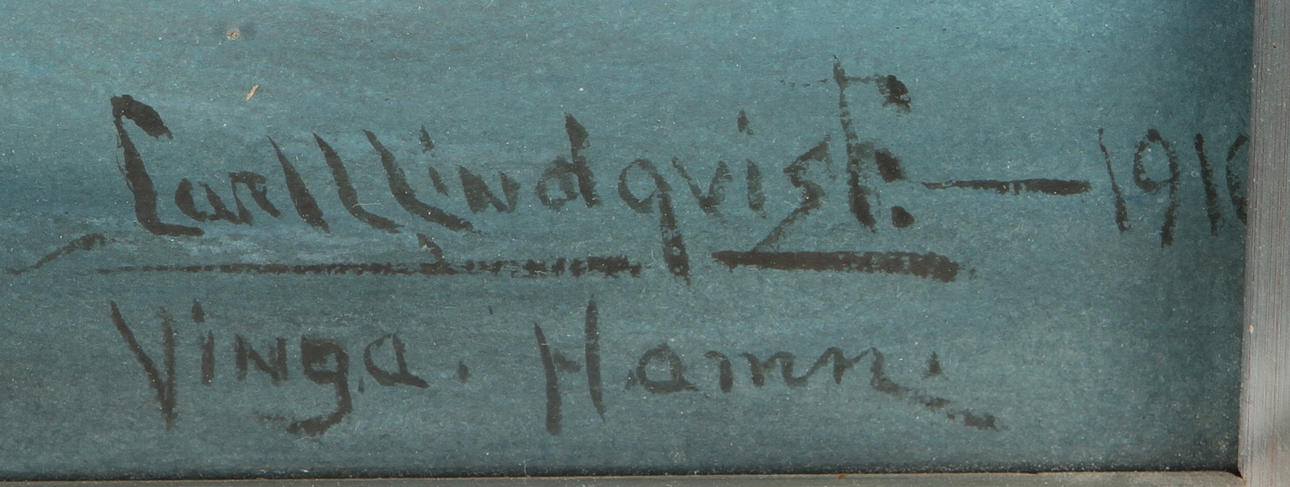 Carl Lindqvist. — 1910
Vinga. Hamn.